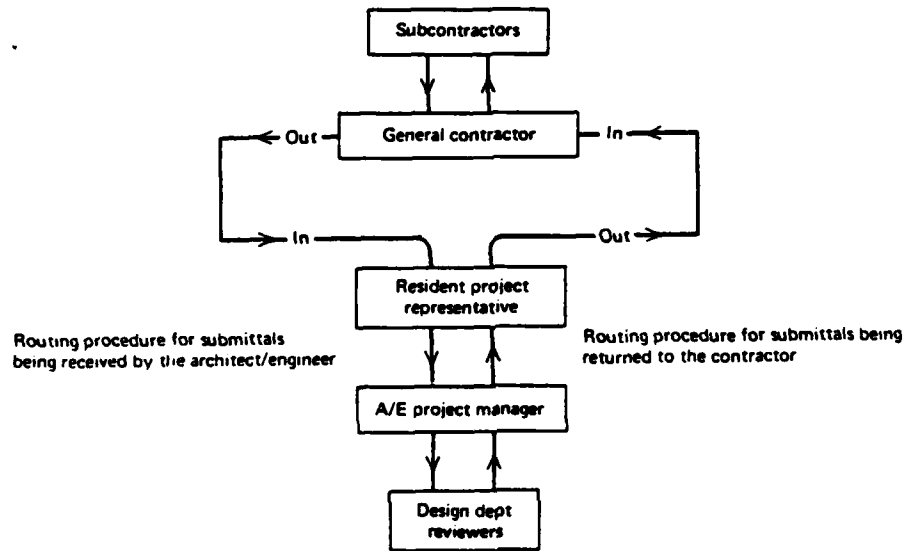 Subcontractors
Out
General contractor
In
In
Out
Resident project
representative
Routing procedure for submittals
being received by the architect/engineer
Routing procedure for submittals being
returned to the contractor
A/E project manager
Design dept
reviewers